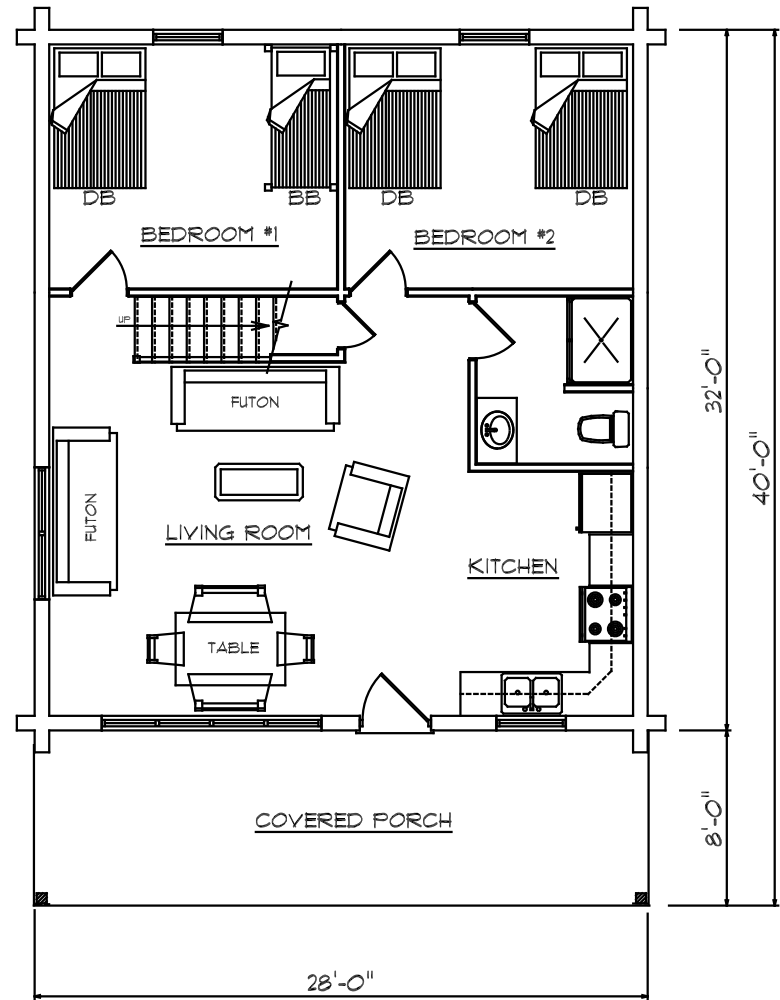 DB
BB
DB
DB
BEDROOM #1
BEDROOM #2
UP
FUTON
32'-0"
40'-0"
FUTON
LIVING ROOM
KITCHEN
TABLE
COVERED PORCH
8'-0"
28'-0"